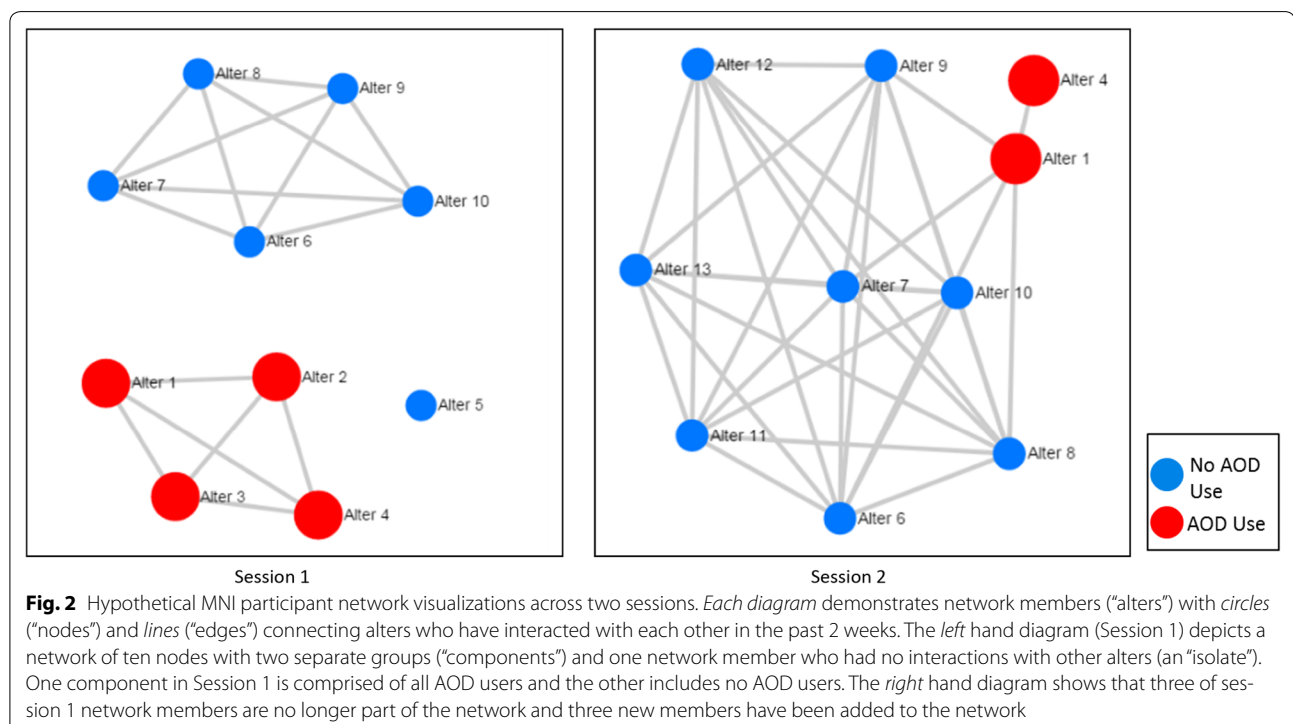 Alter 8
Alter 9
Alter 7
Alter 10
Alter 6
Alter 1
Alter 2
Alter 5
Alter 3
Alter 4
Session 1
Alter 12
Alter 9
Alter 4
Alter 1
Alter 13
Alter 7
Alter 10
Alter 11
Alter 8
Alter 6
Session 2
No AOD
Use
AOD Use
Fig. 2 Hypothetical MNI participant network visualizations across two sessions. Each diagram demonstrates network members (“alters”) with circles
(“nodes”) and lines (“edges”) connecting alters who have interacted with each other in the past 2 weeks. The left hand diagram (Session 1) depicts a
network of ten nodes with two separate groups (“components”) and one network member who had no interactions with other alters (an “isolate”).
One component in Session 1 is comprised of all AOD users and the other includes no AOD users. The right hand diagram shows that three of ses-
sion 1 network members are no longer part of the network and three new members have been added to the network